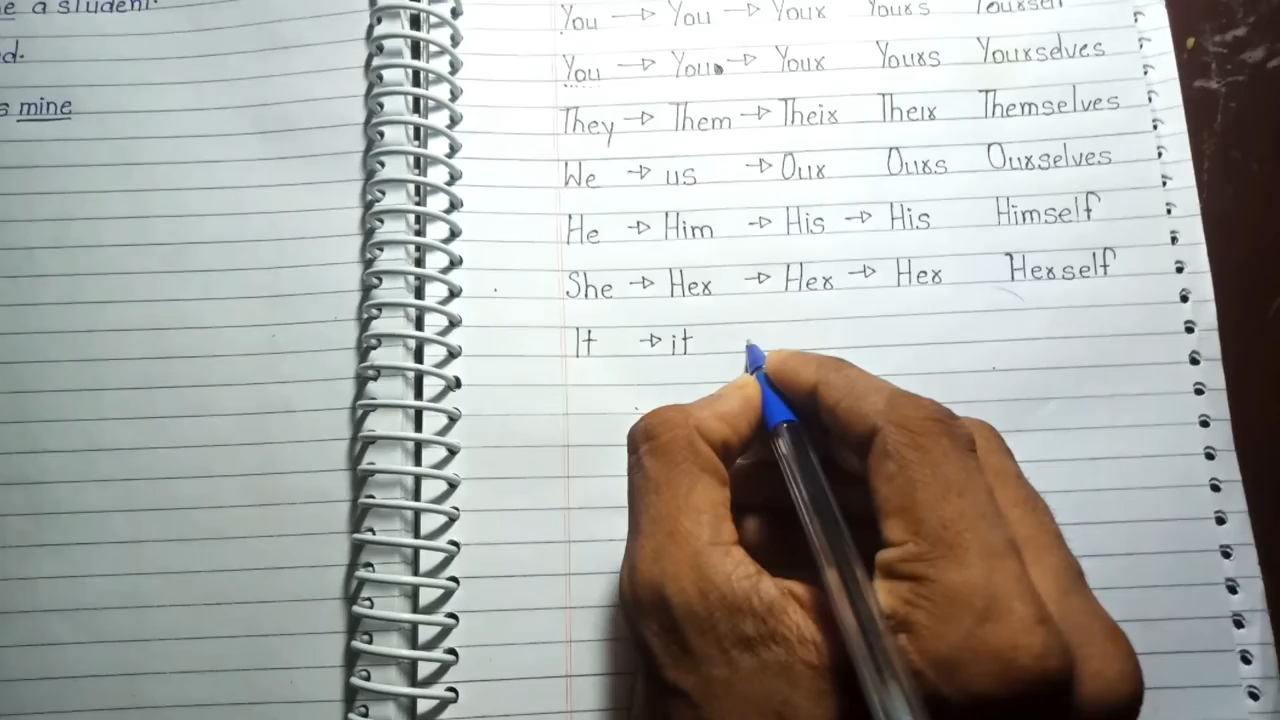 e a student.
d.
s mine
You → You → Your Yours Yourself
You → You → Your Yours Yourselves
They → Them → Their Their Themselves
We → us → Our Ours Ourselves
He → Him → His → His Himself
She → Her → Her → Her Herself
It → it